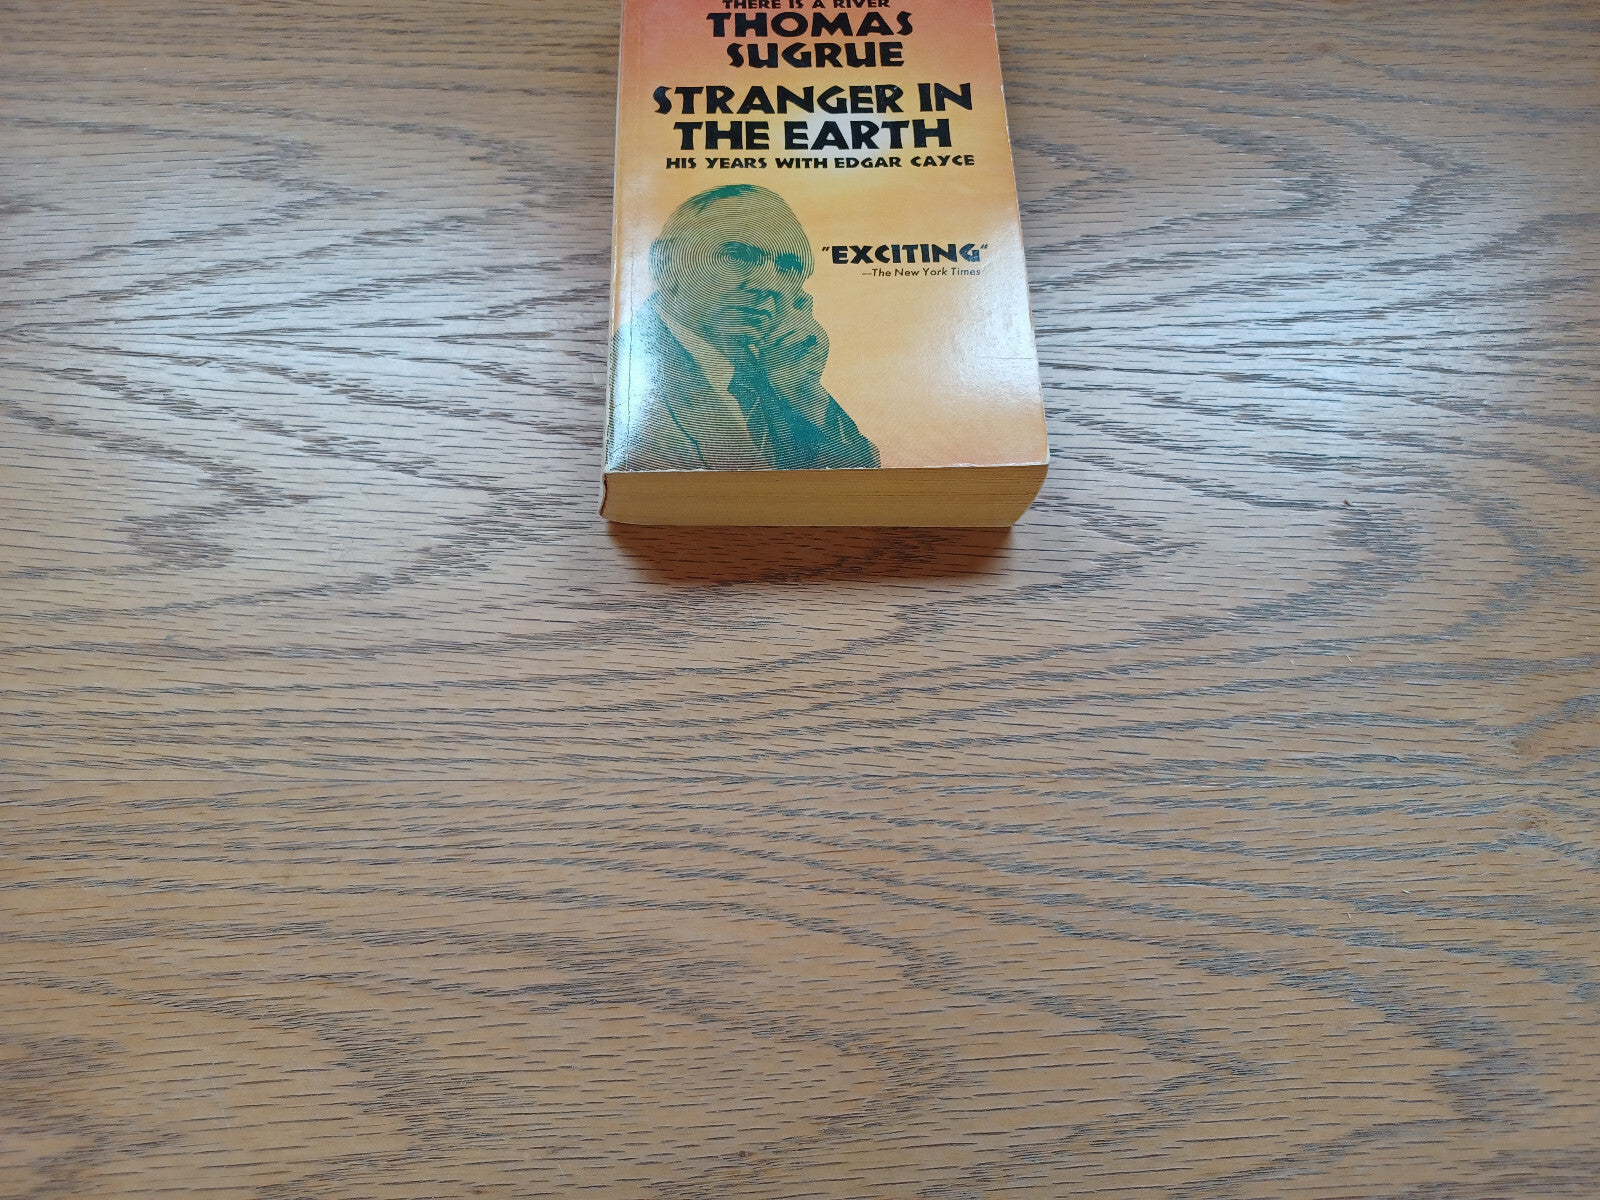 THERE IS A RIVER
THOMAS
SUGRUE
STRANGER IN
THE EARTH
HIS YEARS WITH EDGAR CAYCE
"EXCITING"
—The New York Times